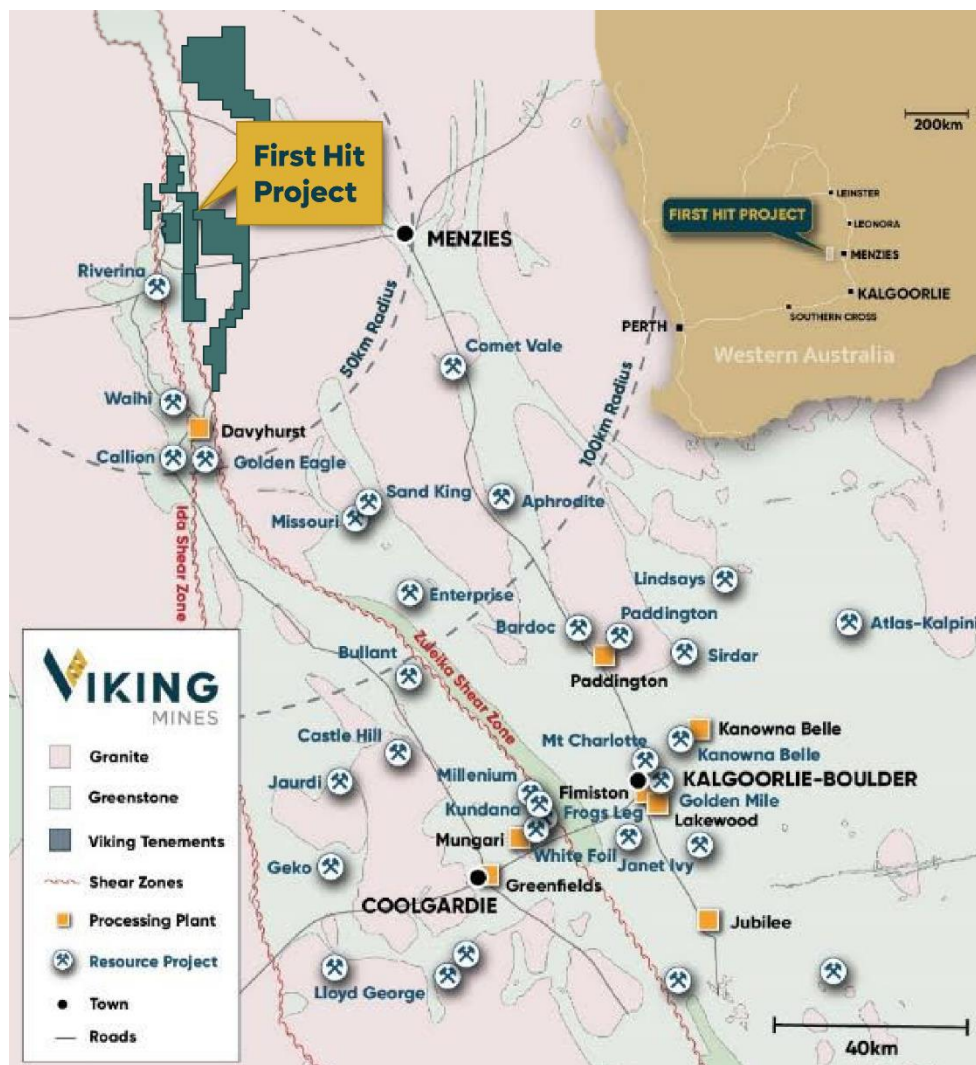 First Hit
Project
MENZIES
200km
LEINSTER
FIRST HIT PROJECT
LEONORA
MENZIES
KALGOORLIE
SOUTHERN CROSS
PERTH
Western Australia
Riverina
50km Radius
Comet Vale
100km Radius
Waihi
Davyhurst
Callion
Golden Eagle
Sand King
Missouri
Aphrodite
Ida Shear Zone
Enterprise
Lindsays
Bardoc
Paddington
Atlas-Kalpini
Sirdar
Paddington
Bullant
Zuleika Shear Zone
Castle Hill
Mt Charlotte
Kanowna Belle
Kanowna Belle
Jaurdi
Millenium
Fimiston
KALGOORLIE-BOULDER
Kundana
Frogs Leg
Golden Mile
Lakewood
Mungari
White Foil
Janet Ivy
Geko
Greenfields
COOLGARDIE
Jubilee
Lloyd George
40km
VIKING
MINES
Granite
Greenstone
Viking Tenements
Shear Zones
Processing Plant
Resource Project
Town
Roads